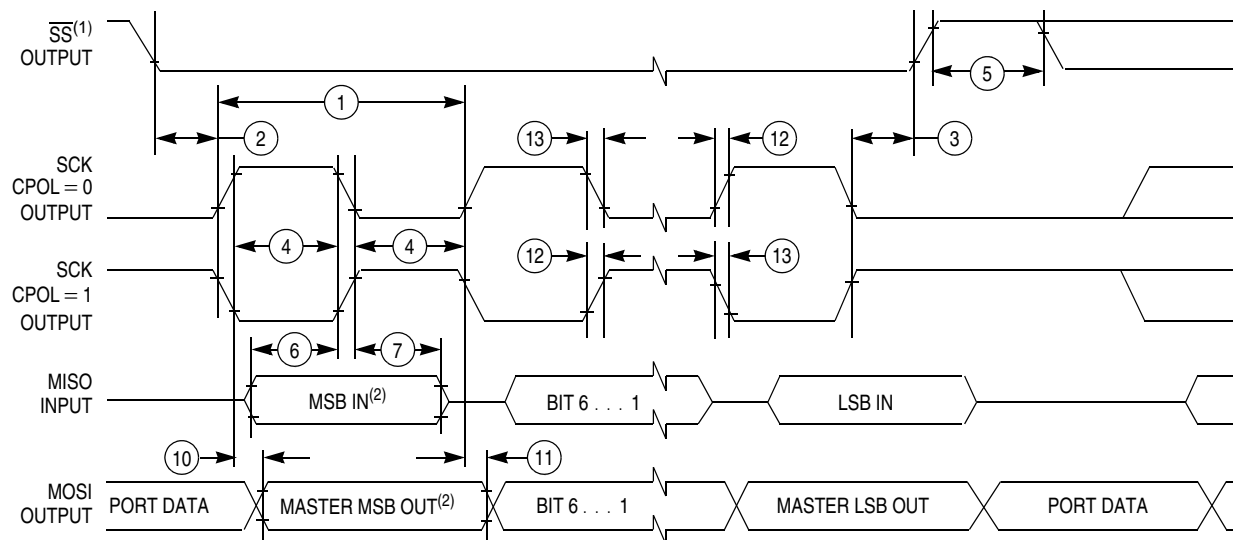 SS(1)
OUTPUT
5
1
2
13
12
3
SCK
CPOL = 0
OUTPUT
4
4
12
13
SCK
CPOL = 1
OUTPUT
6
7
MISO
INPUT
MSB IN(2)
BIT 6 . . . 1
LSB IN
10
11
MOSI
OUTPUT
PORT DATA
MASTER MSB OUT(2)
BIT 6 . . . 1
MASTER LSB OUT
PORT DATA